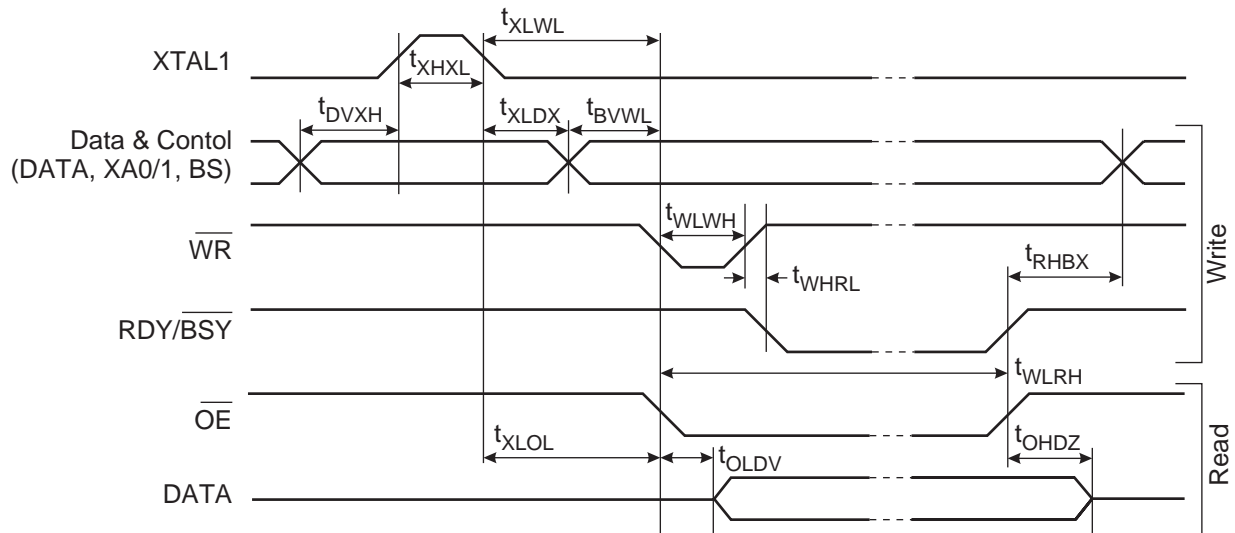 tXLWL
XTAL1
tXHXL
tDVXH
tXLDX
tBVWL
Data & Contol
(DATA, XA0/1, BS)
tWLWH
WR
tRHBX
tWHRL
Write
RDY/BSY
tWLRH
OE
tXLOL
tOLDV
tOHDZ
Read
DATA